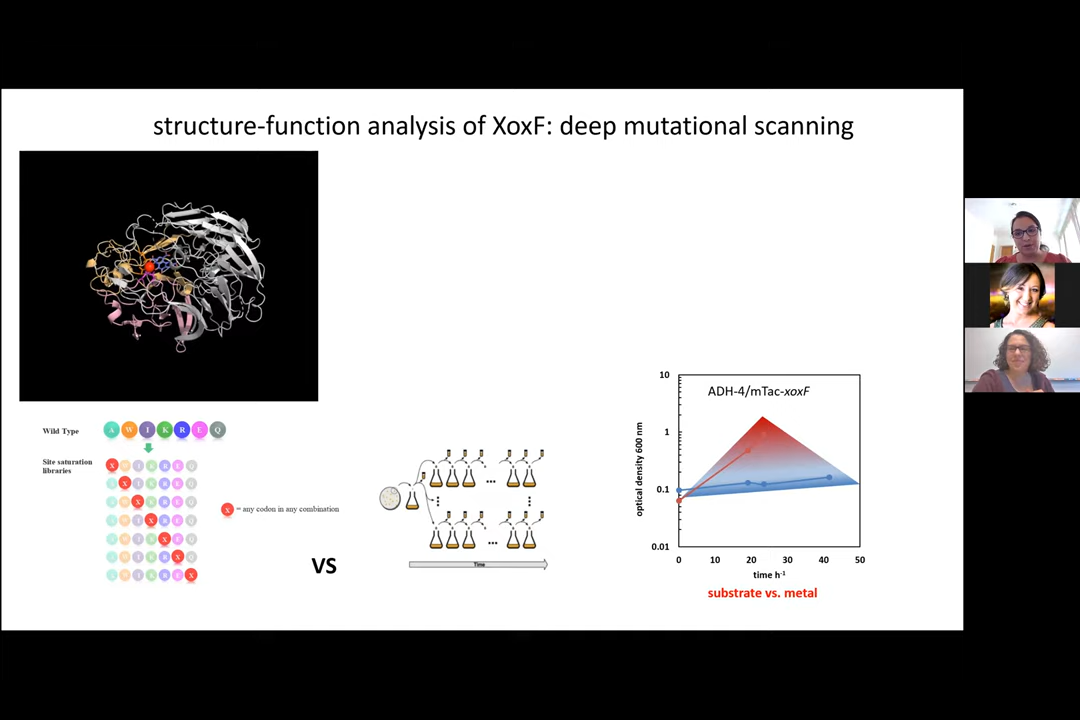 structure-function analysis of XoxF: deep mutational scanning
Wild Type
A W I K R E Q
Site saturation
libraries
X W I K R E Q
A X I K R E Q
A W X K R E Q
A W I X R E Q
A W I K X E Q
A W I K R X Q
A W I K R E X
X = any codon in any combination
VS
...
...
Time
ADH-4/mTac-xoxF
optical density 600 nm
10
1
0.1
0.01
0 10 20 30 40 50
time h-1
substrate vs. metal